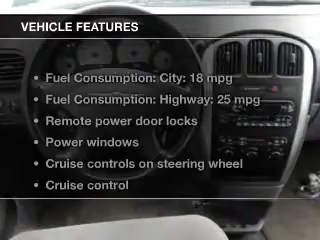 VEHICLE FEATURES
• Fuel Consumption: City: 18 mpg
• Fuel Consumption: Highway: 25 mpg
• Remote power door locks
• Power windows
• Cruise controls on steering wheel
• Cruise control